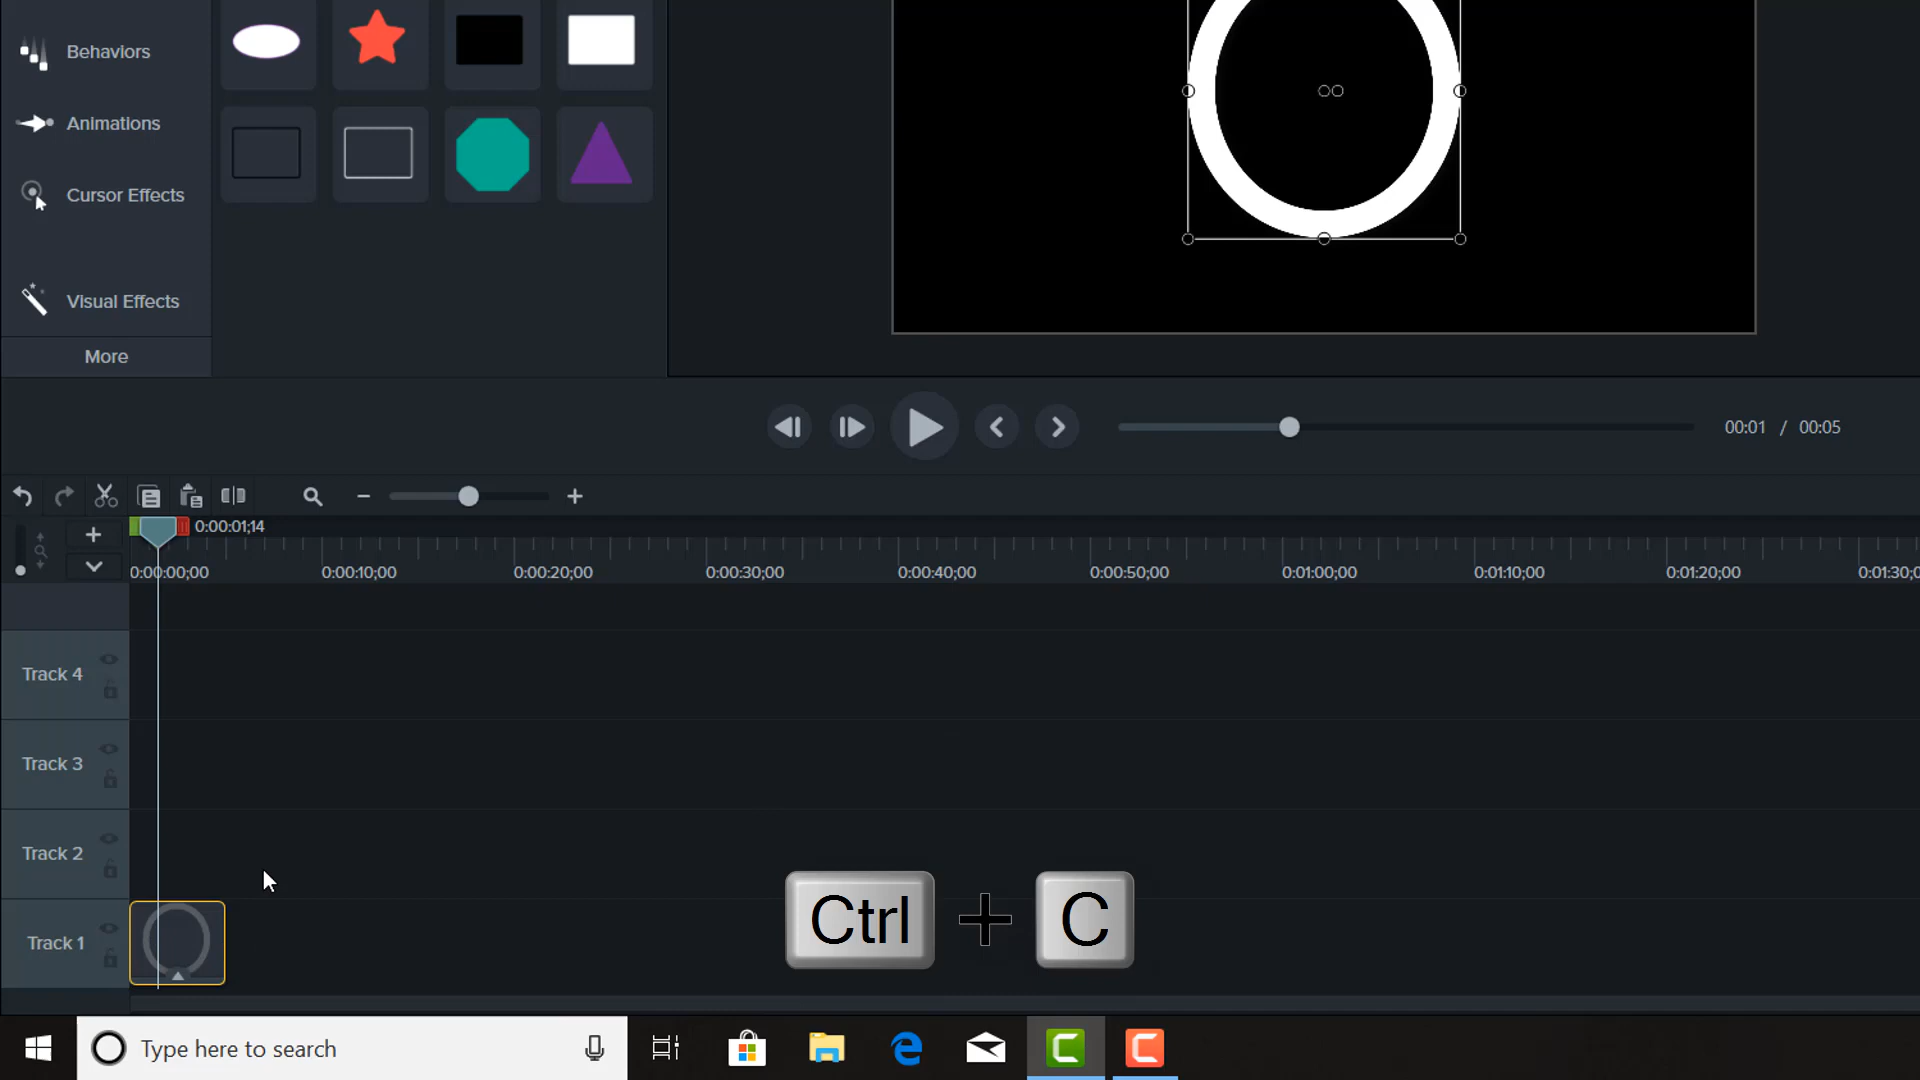 Behaviors
Animations
Cursor Effects
Visual Effects
More
00:01 / 00:05
0:00:01;14
0:00:00;00 0:00:10;00 0:00:20;00 0:00:30;00 0:00:40;00 0:00:50;00 0:01:00;00 0:01:10;00 0:01:20;00 0:01:30;0
Track 4
Track 3
Track 2
Track 1
Ctrl + C
Type here to search